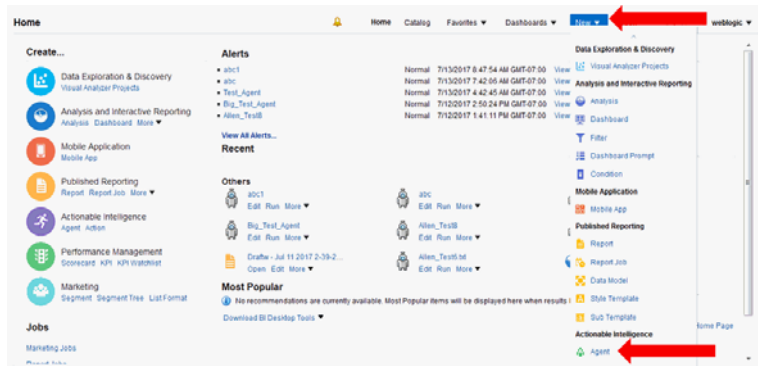 Home
Home Catalog Favorites Dashboards New weblogic
Create...
Data Exploration & Discovery
Visual Analyzer Projects
Analysis and Interactive Reporting
Analysis Dashboard More
Mobile Application
Mobile App
Published Reporting
Report Report Job More
Actionable Intelligence
Agent Action
Performance Management
Scorecard KPI KPI Watchlist
Marketing
Segment Segment Tree List Format
Jobs
Marketing Jobs
Report Jobs
Alerts
abc1 Normal 7/13/2017 8:47:54 AM GMT-07:00 View
abc Normal 7/13/2017 7:42:05 AM GMT-07:00 View
Test_Agent Normal 7/13/2017 4:42:45 AM GMT-07:00 View
Big_Test_Agent Normal 7/12/2017 2:50:24 PM GMT-07:00 View
Allen_Test8 Normal 7/12/2017 1:41:11 PM GMT-07:00 View
View All Alerts...
Recent
Others
abc1
Edit Run More
abc
Edit Run More
Big_Test_Agent
Edit Run More
Allen_Test8
Edit Run More
Draftw - Jul 11 2017 2-39-2...
Open Edit More
Allen_Test6.txt
Edit Run More
Most Popular
No recommendations are currently available. Most Popular items will be displayed here when results
Download BI Desktop Tools
Data Exploration & Discovery
Visual Analyzer Projects
Analysis and Interactive Reporting
Analysis
Dashboard
Filter
Dashboard Prompt
Condition
Mobile Application
Mobile App
Published Reporting
Report
Report Job
Data Model
Style Template
Sub Template
Actionable Intelligence
Agent
Home Page